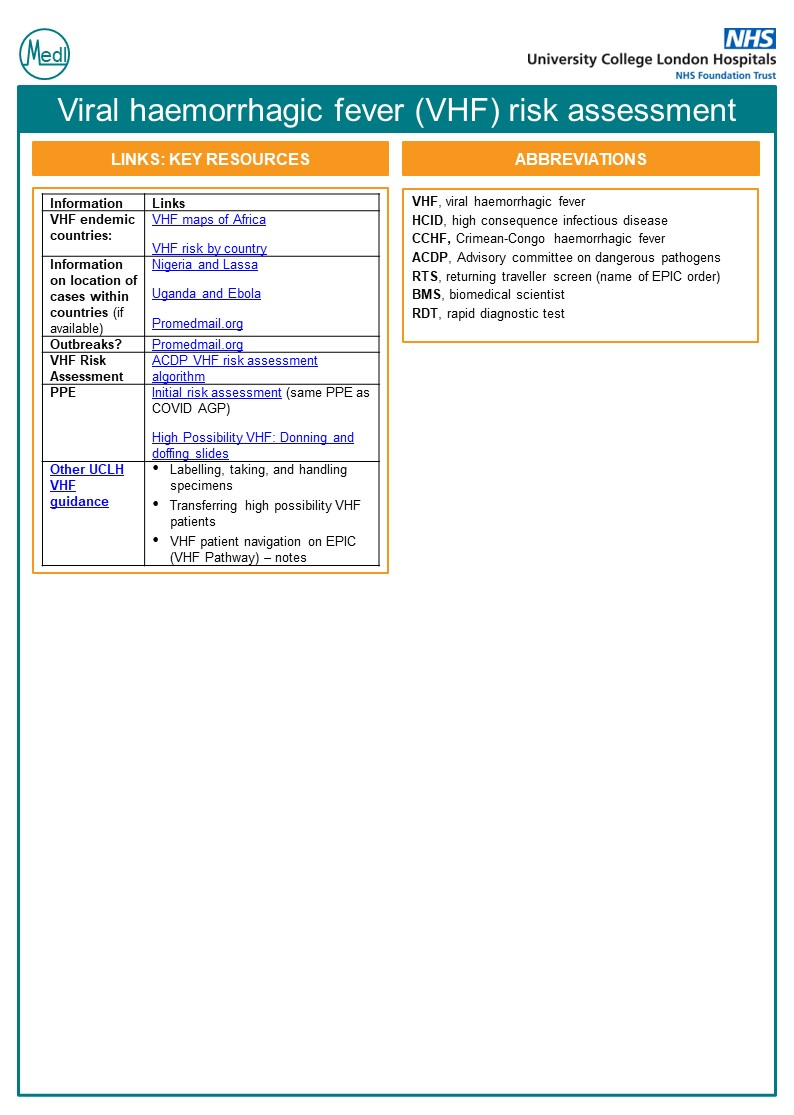 Medl
NHS
University College London Hospitals
NHS Foundation Trust
Viral haemorrhagic fever (VHF) risk assessment
LINKS: KEY RESOURCES
Information Links
VHF endemic
countries:
VHF maps of Africa
VHF risk by country
Information
on location of
cases within
countries (if
available)
Nigeria and Lassa
Uganda and Ebola
Promedmail.org
Outbreaks? Promedmail.org
VHF Risk
Assessment
ACDP VHF risk assessment
algorithm
PPE
Initial risk assessment (same PPE as
COVID AGP)
High Possibility VHF: Donning and
doffing slides
Other UCLH
VHF
guidance
• Labelling, taking, and handling
specimens
• Transferring high possibility VHF
patients
• VHF patient navigation on EPIC
(VHF Pathway) – notes
ABBREVIATIONS
VHF, viral haemorrhagic fever
HCID, high consequence infectious disease
CCHF, Crimean-Congo haemorrhagic fever
ACDP, Advisory committee on dangerous pathogens
RTS, returning traveller screen (name of EPIC order)
BMS, biomedical scientist
RDT, rapid diagnostic test